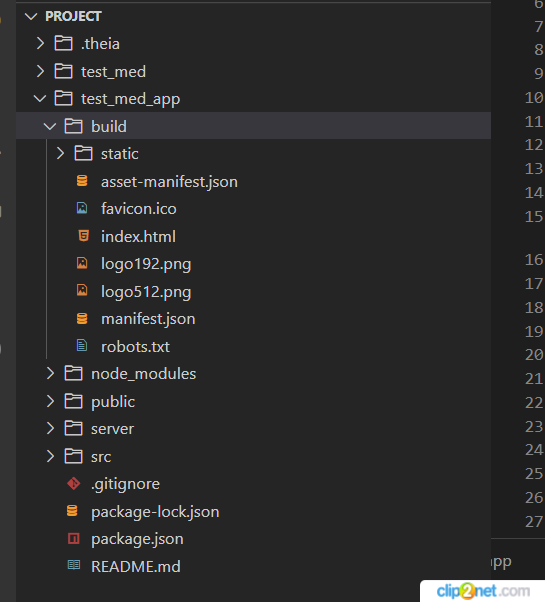 PROJECT
.theia
test_med
test_med_app
build
static
asset-manifest.json
favicon.ico
index.html
logo192.png
logo512.png
manifest.json
robots.txt
node_modules
public
server
src
.gitignore
package-lock.json
package.json
README.md
6
7
8
9
10
11
12
13
14
15
16
17
18
19
20
21
22
23
24
25
26
27
app
clip2net.com